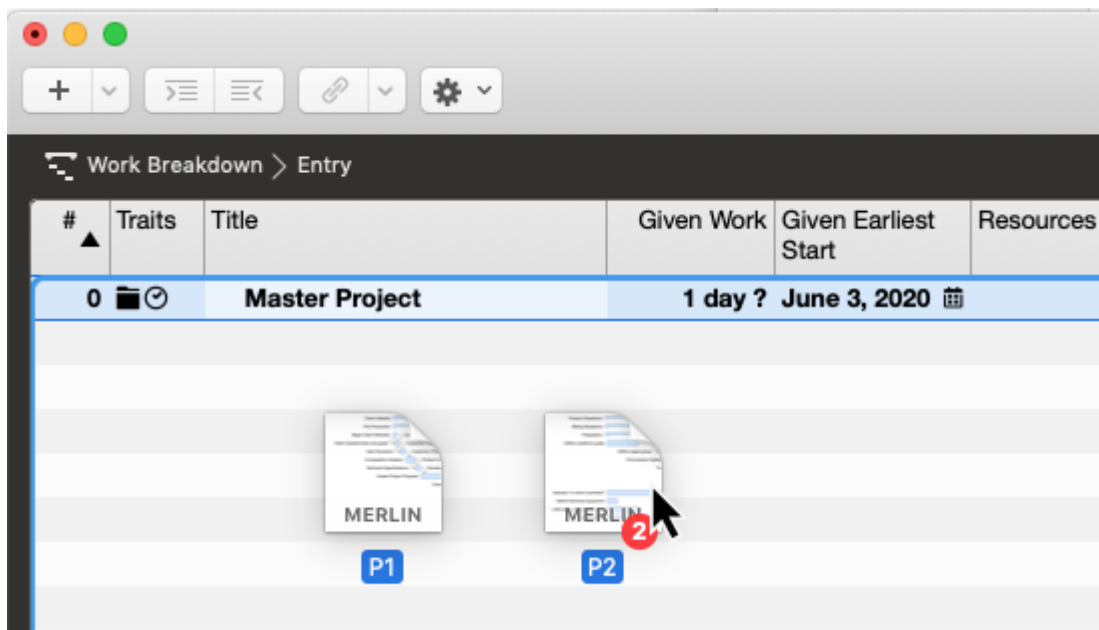 Work Breakdown > Entry
# Traits Title Given Work Given Earliest Start Resources
0 Master Project 1 day ? June 3, 2020
MERLIN MERLIN
2
P1 P2